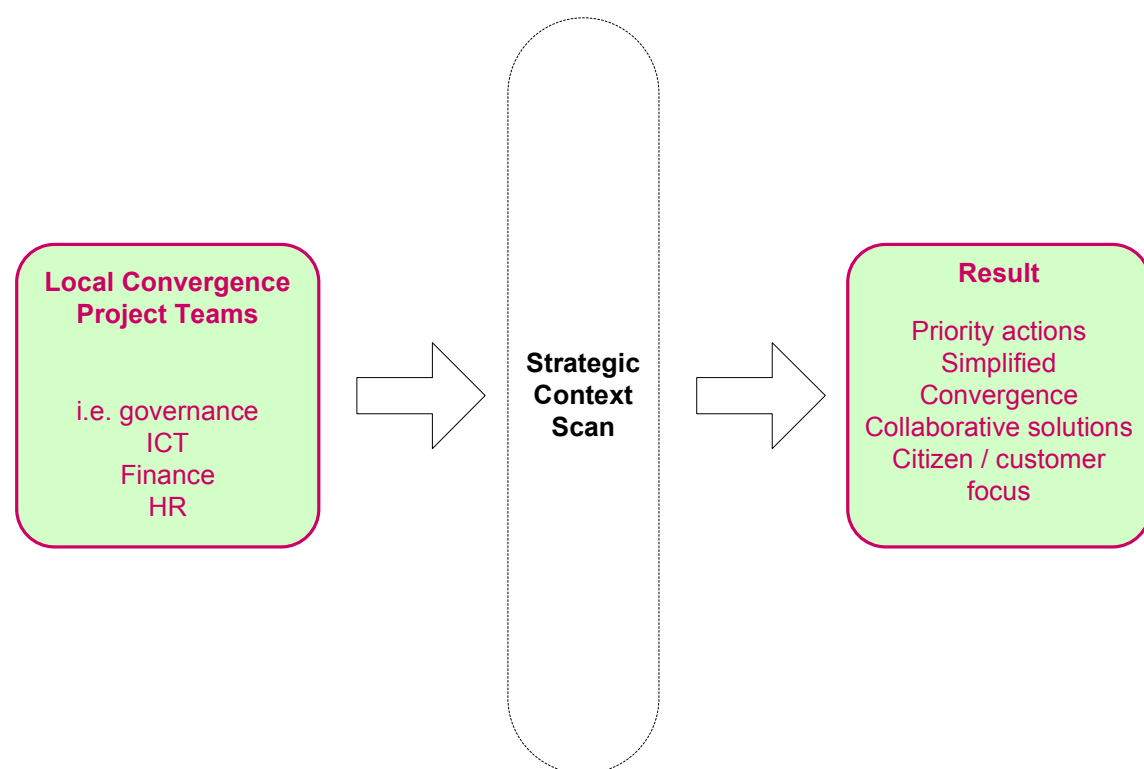 Local Convergence
Project Teams
i.e. governance
ICT
Finance
HR
Strategic
Context
Scan
Result
Priority actions
Simplified
Convergence
Collaborative solutions
Citizen / customer
focus